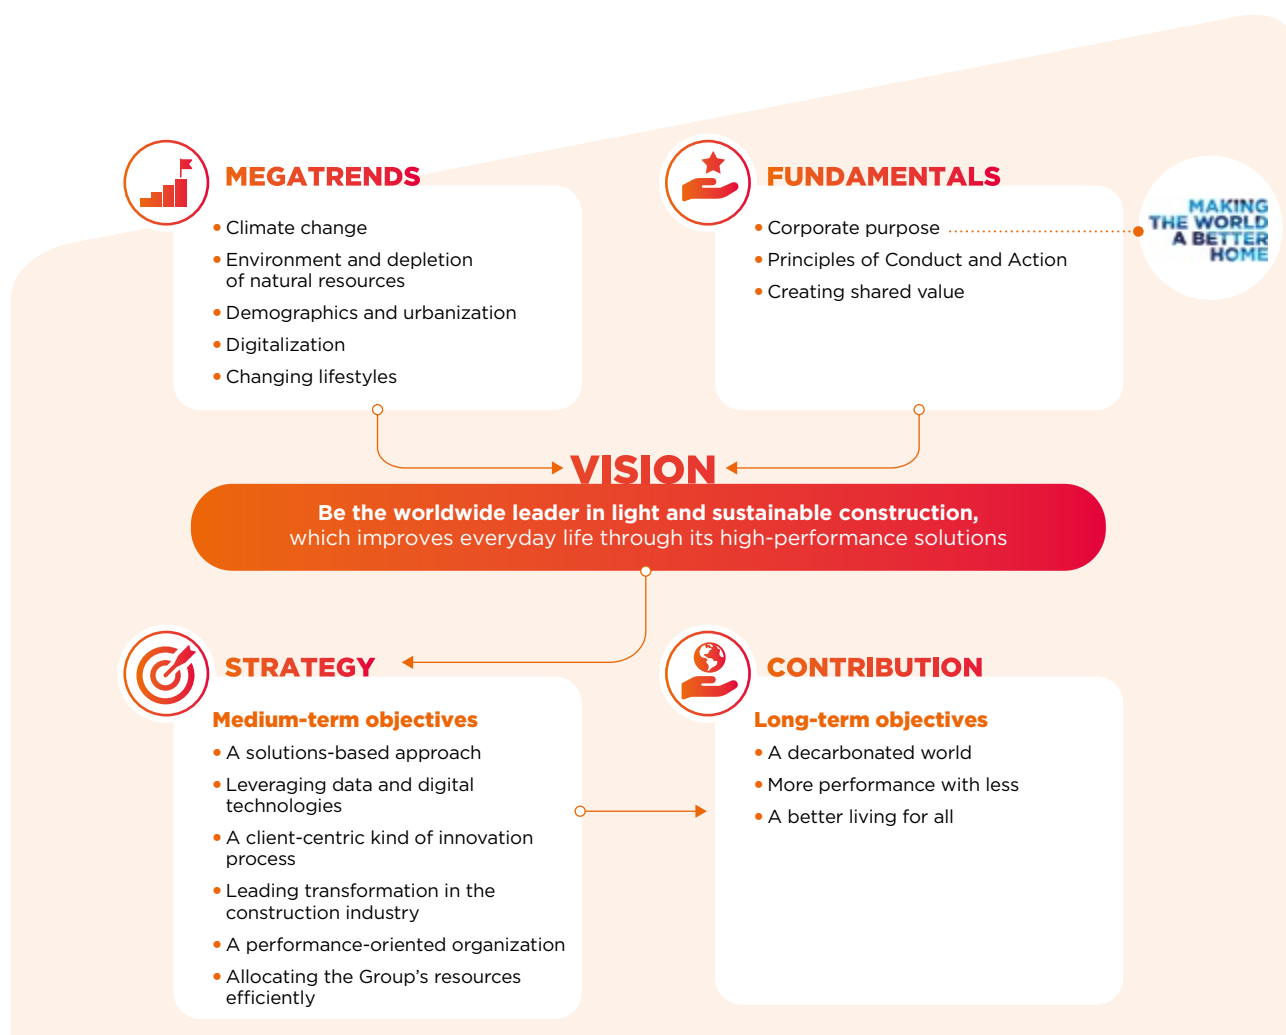 MEGATRENDS
• Climate change
• Environment and depletion
of natural resources
• Demographics and urbanization
• Digitalization
• Changing lifestyles
FUNDAMENTALS
• Corporate purpose
• Principles of Conduct and Action
• Creating shared value
MAKING
THE WORLD
A BETTER
HOME
VISION
Be the worldwide leader in light and sustainable construction,
which improves everyday life through its high-performance solutions
STRATEGY
Medium-term objectives
• A solutions-based approach
• Leveraging data and digital
technologies
• A client-centric kind of innovation
process
• Leading transformation in the
construction industry
• A performance-oriented organization
• Allocating the Group’s resources
efficiently
CONTRIBUTION
Long-term objectives
• A decarbonated world
• More performance with less
• A better living for all